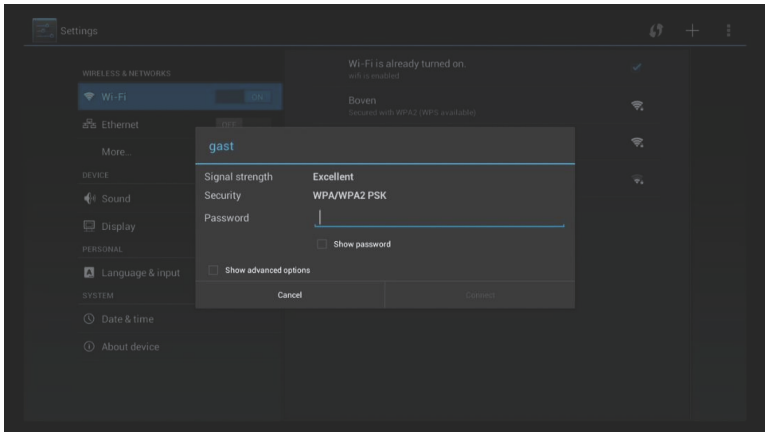 Settings
WIRELESS & NETWORKS
Wi-Fi
ON
Ethernet
OFF
More...
DEVICE
Sound
Display
PERSONAL
Language & input
SYSTEM
Date & time
About device
Wi-Fi is already turned on.
wifi is enabled
Boven
Secured with WPA2 (WPS available)
gast
Signal strength Excellent
Security WPA/WPA2 PSK
Password
Show password
Show advanced options
Cancel Connect